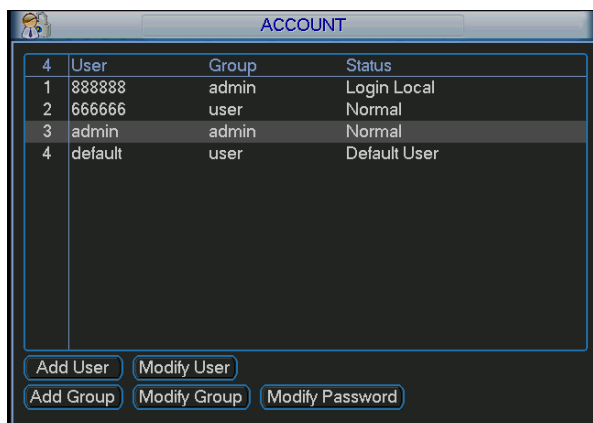 ACCOUNT
4 User Group Status
1 888888 admin Login Local
2 666666 user Normal
3 admin admin Normal
4 default user Default User
Add User Modify User
Add Group Modify Group Modify Password